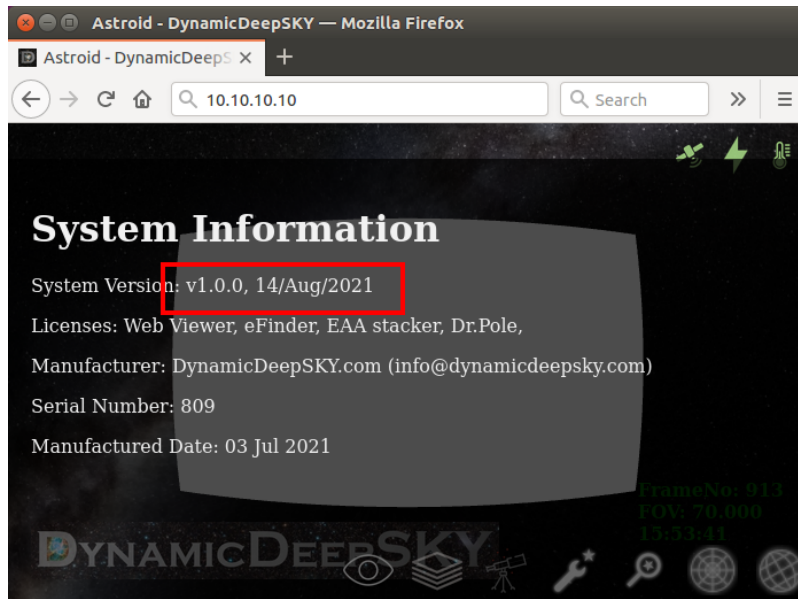 Astroid - DynamicDeepSKY — Mozilla Firefox
Astroid - DynamicDeepS
10.10.10.10
Search
System Information
System Version: v1.0.0, 14/Aug/2021
Licenses: Web Viewer, eFinder, EAA stacker, Dr.Pole,
Manufacturer: DynamicDeepSKY.com (info@dynamicdeepsky.com)
Serial Number: 809
Manufactured Date: 03 Jul 2021
FrameNo: 913
FOV: 70.000
15:53:41
DYNAMICDEEPSKY